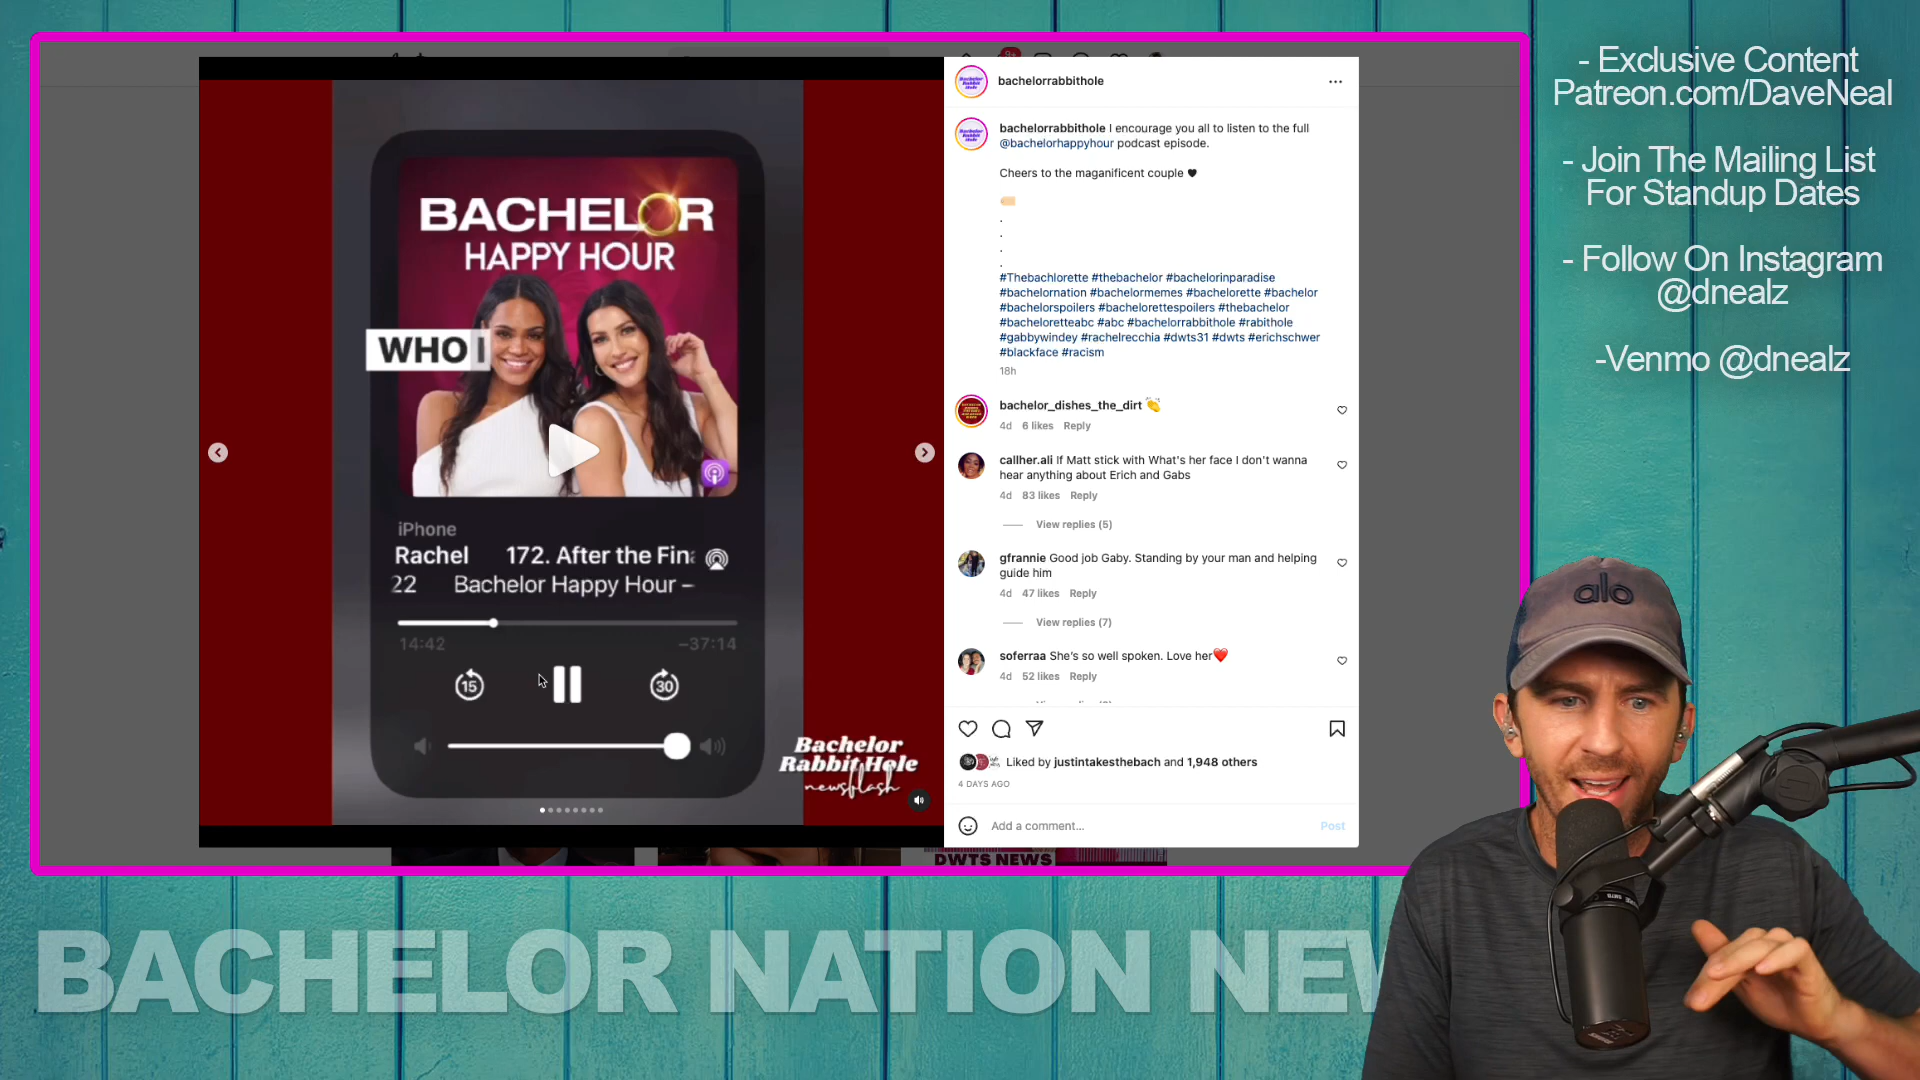 BACHELOR
HAPPY HOUR
WHO I
iPhone
Rachel 172. After the Fin
22 Bachelor Happy Hour –
14:42 -37:14
15 30
Bachelor
Rabbit Hole
newsflash
DWTS NEWS
9+
bachelorrabbithole
bachelorrabbithole I encourage you all to listen to the full
@bachelorhappyhour podcast episode.
Cheers to the maganificent couple 🖤
.
.
.
.
#Thebachlorette #thebachelor #bachelorinparadise
#bachelornation #bachelormemes #bachelorette #bachelor
#bachelorspoilers #bachelorettespoilers #thebachelor
#bacheloretteabc #abc #bachelorrabbithole #rabithole
#gabbywindey #rachelrecchia #dwts31 #dwts #erichschwer
#blackface #racism
18h
bachelor_dishes_the_dirt 👏
4d 6 likes Reply
callher.ali If Matt stick with What's her face I don't wanna
hear anything about Erich and Gabs
4d 83 likes Reply
View replies (5)
gfrannie Good job Gaby. Standing by your man and helping
guide him
4d 47 likes Reply
View replies (7)
soferraa She's so well spoken. Love her❤️
4d 52 likes Reply
Liked by justintakesthebach and 1,948 others
4 DAYS AGO
Add a comment... Post
- Exclusive Content
Patreon.com/DaveNeal
- Join The Mailing List
For Standup Dates
- Follow On Instagram
@dnealz
-Venmo @dnealz
alo
BACHELOR NATION NEW